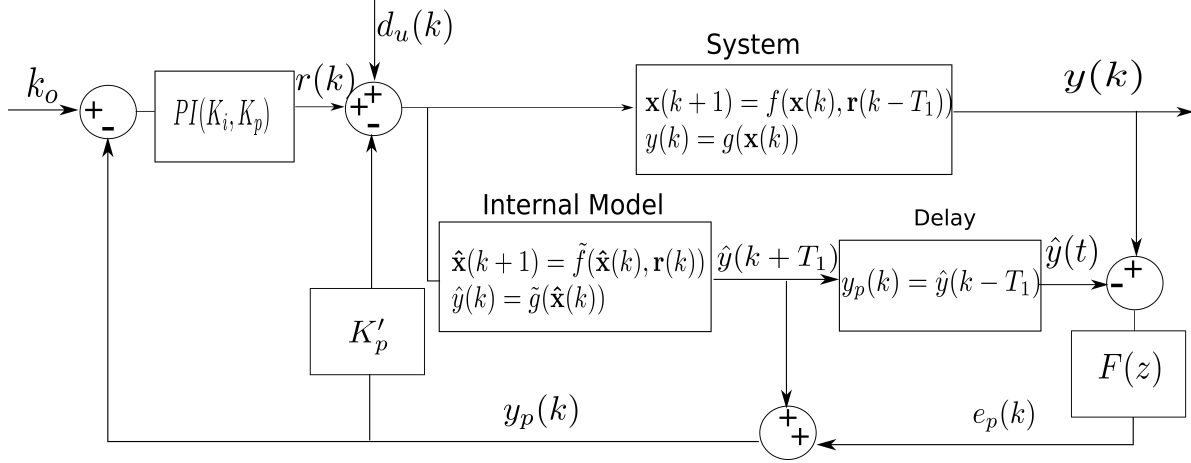 d_u(k)
System
k_o
r(k)
y(k)
+
-
PI(K_i, K_p)
+
+
-
x(k + 1) = f(x(k), r(k − T_1))
y(k) = g(x(k))
Internal Model
Delay
x̂(k + 1) = f̃(x̂(k), r(k))
ŷ(k) = g̃(x̂(k))
ŷ(k + T_1)
y_p(k) = ŷ(k − T_1)
ŷ(t)
+
-
K′_p
F(z)
y_p(k)
+
+
e_p(k)